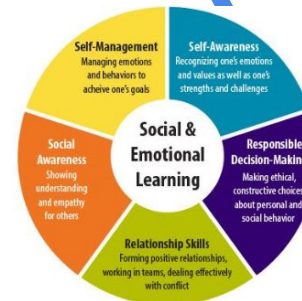 Self-Management
Managing emotions
and behaviors to
acheive one's goals
Self-Awareness
Recognizing one's emotions
and values as well as one's
strengths and challenges
Social
Awareness
Showing
understanding
and empathy
for others
Social &
Emotional
Learning
Responsible
Decision-Making
Making ethical,
constructive choices
about personal and
social behavior
Relationship Skills
Forming positive relationships,
working in teams, dealing effectively
with conflict